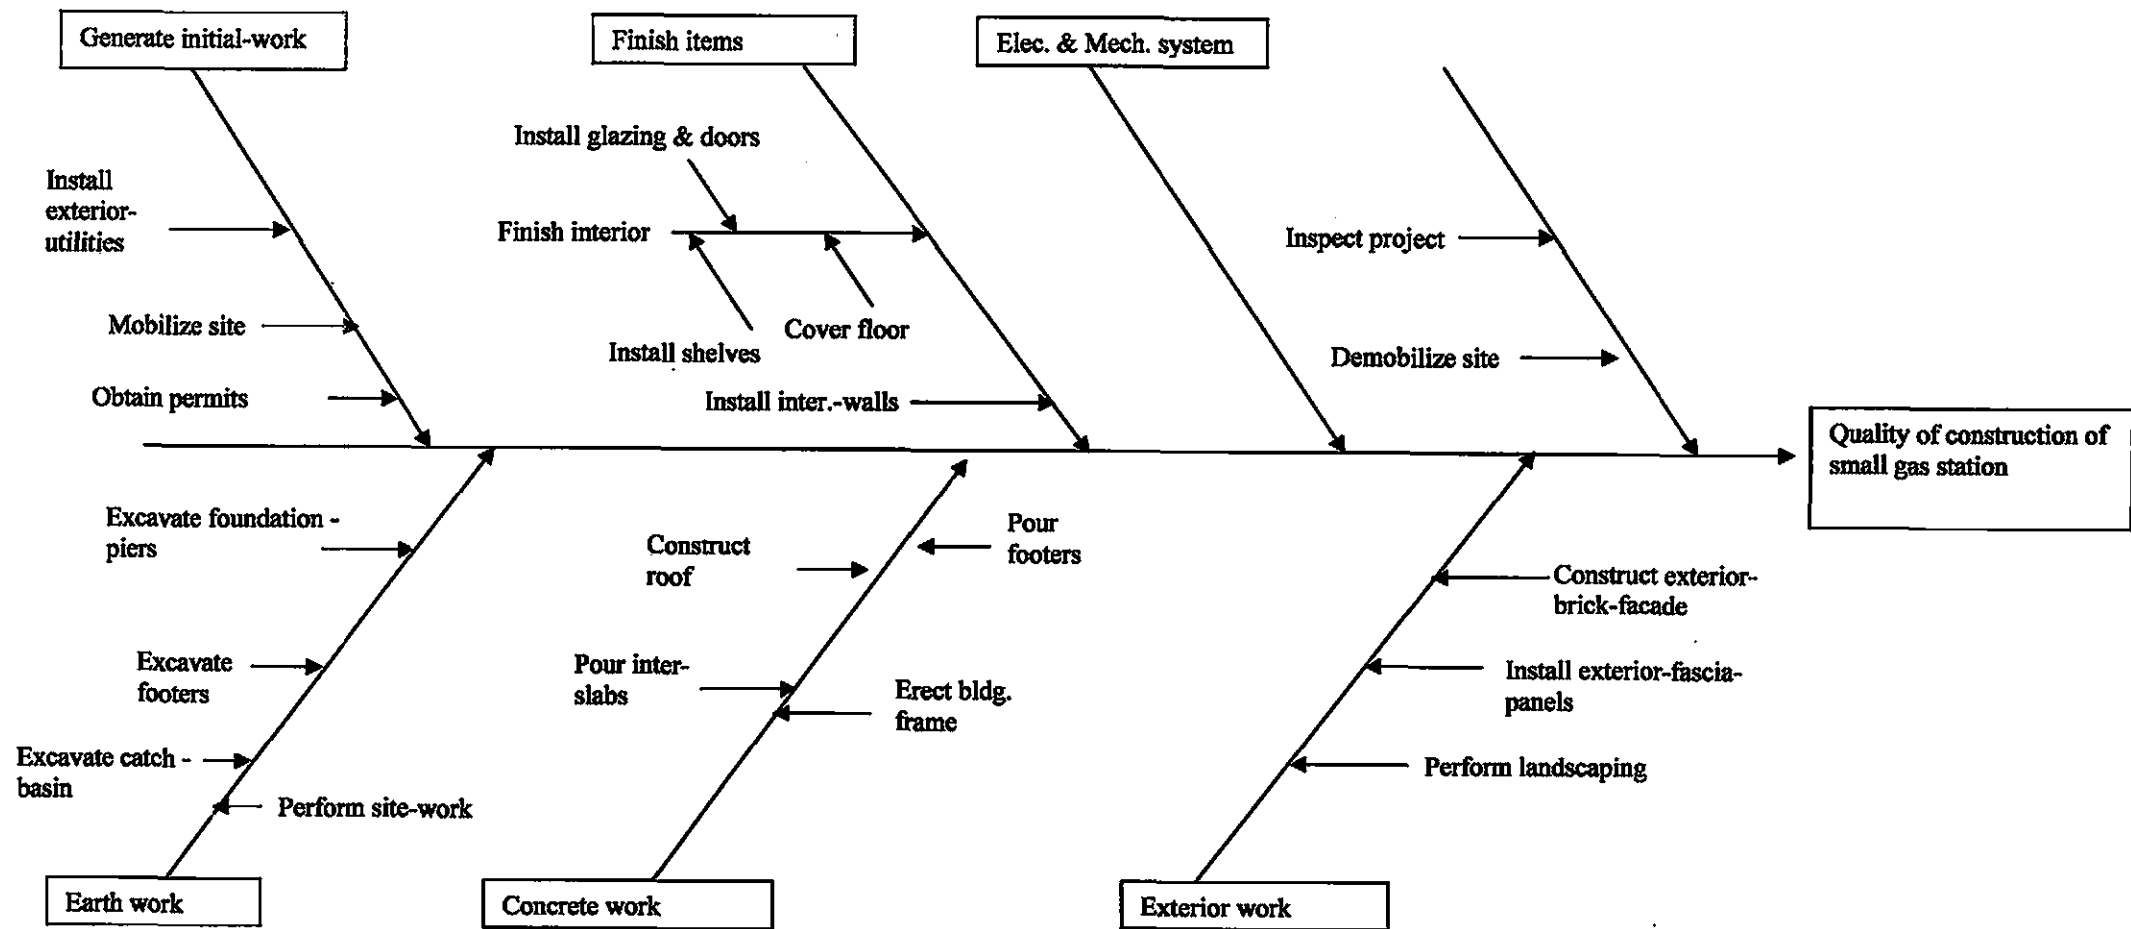 Generate initial-work
Finish items
Elec. & Mech. system
Install glazing & doors
Install
exterior-
utilities
Finish interior
Inspect project
Mobilize site
Cover floor
Install shelves
Demobilize site
Obtain permits
Install inter.-walls
Quality of construction of
small gas station
Excavate foundation -
piers
Construct
roof
Pour
footers
Construct exterior-
brick-facade
Excavate
footers
Pour inter-
slabs
Erect bldg.
frame
Install exterior-fascia-
panels
Excavate catch -
basin
Perform site-work
Perform landscaping
Earth work
Concrete work
Exterior work